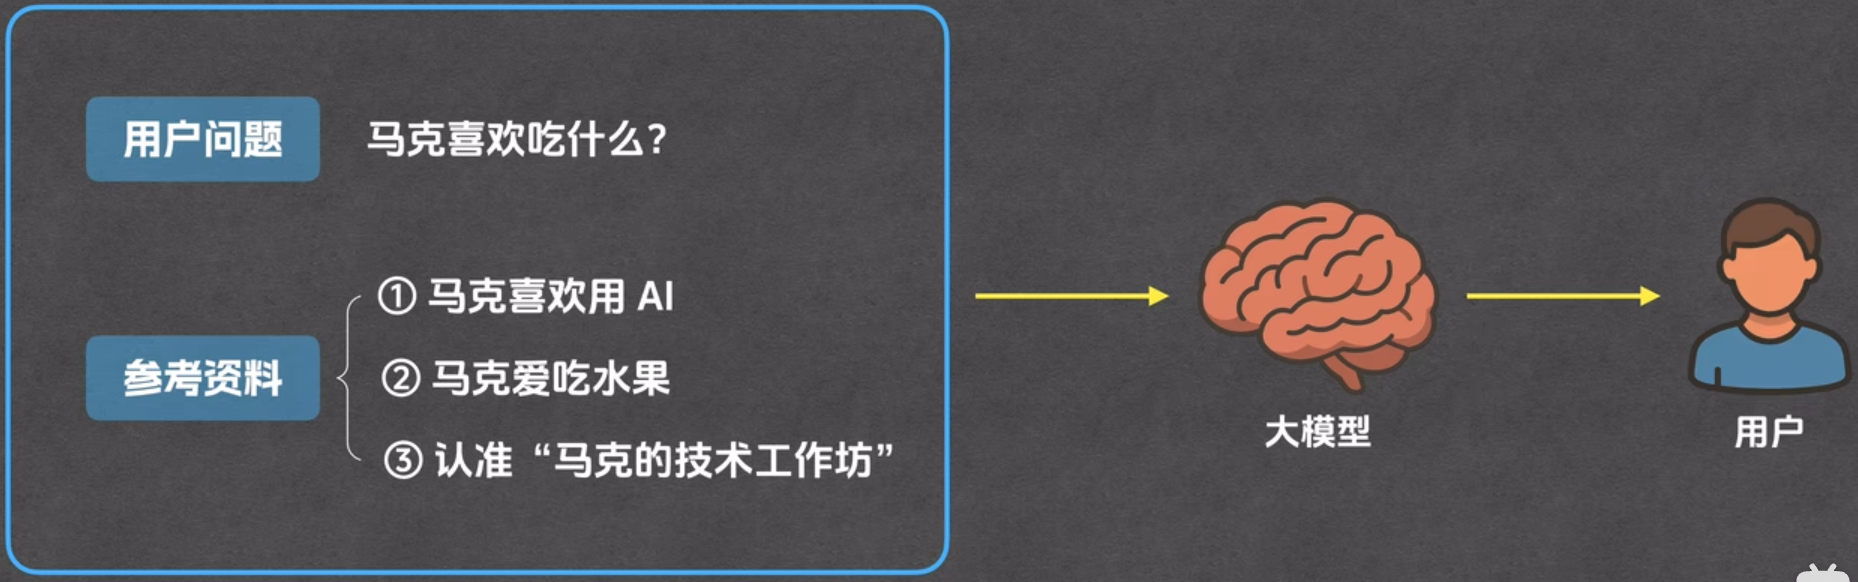 用户问题
马克喜欢吃什么？
① 马克喜欢用 AI
参考资料
② 马克爱吃水果
③ 认准“马克的技术工作坊”
大模型
用户